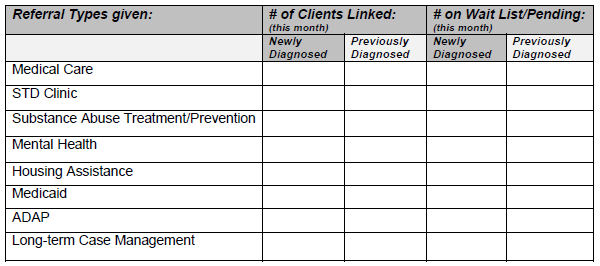 Referral Types given: # of Clients Linked: # on Wait List/Pending:
(this month) (this month)
Newly Previously Newly Previously
Diagnosed Diagnosed Diagnosed Diagnosed
Medical Care
STD Clinic
Substance Abuse Treatment/Prevention
Mental Health
Housing Assistance
Medicaid
ADAP
Long-term Case Management